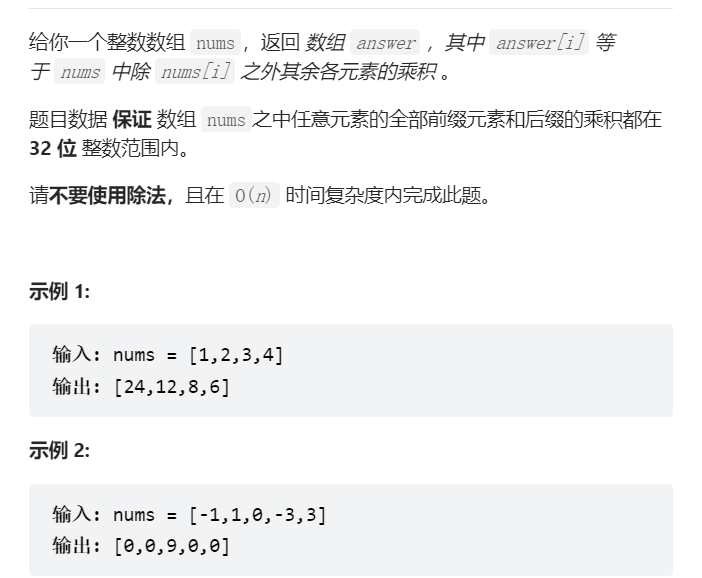 给你一个整数数组 nums，返回 数组 answer ，其中 answer[i] 等
于 nums 中除 nums[i] 之外其余各元素的乘积 。
题目数据 保证 数组 nums之中任意元素的全部前缀元素和后缀的乘积都在
32 位 整数范围内。
请不要使用除法，且在 O(n) 时间复杂度内完成此题。
示例 1:
输入: nums = [1,2,3,4]
输出: [24,12,8,6]
示例 2:
输入: nums = [-1,1,0,-3,3]
输出: [0,0,9,0,0]